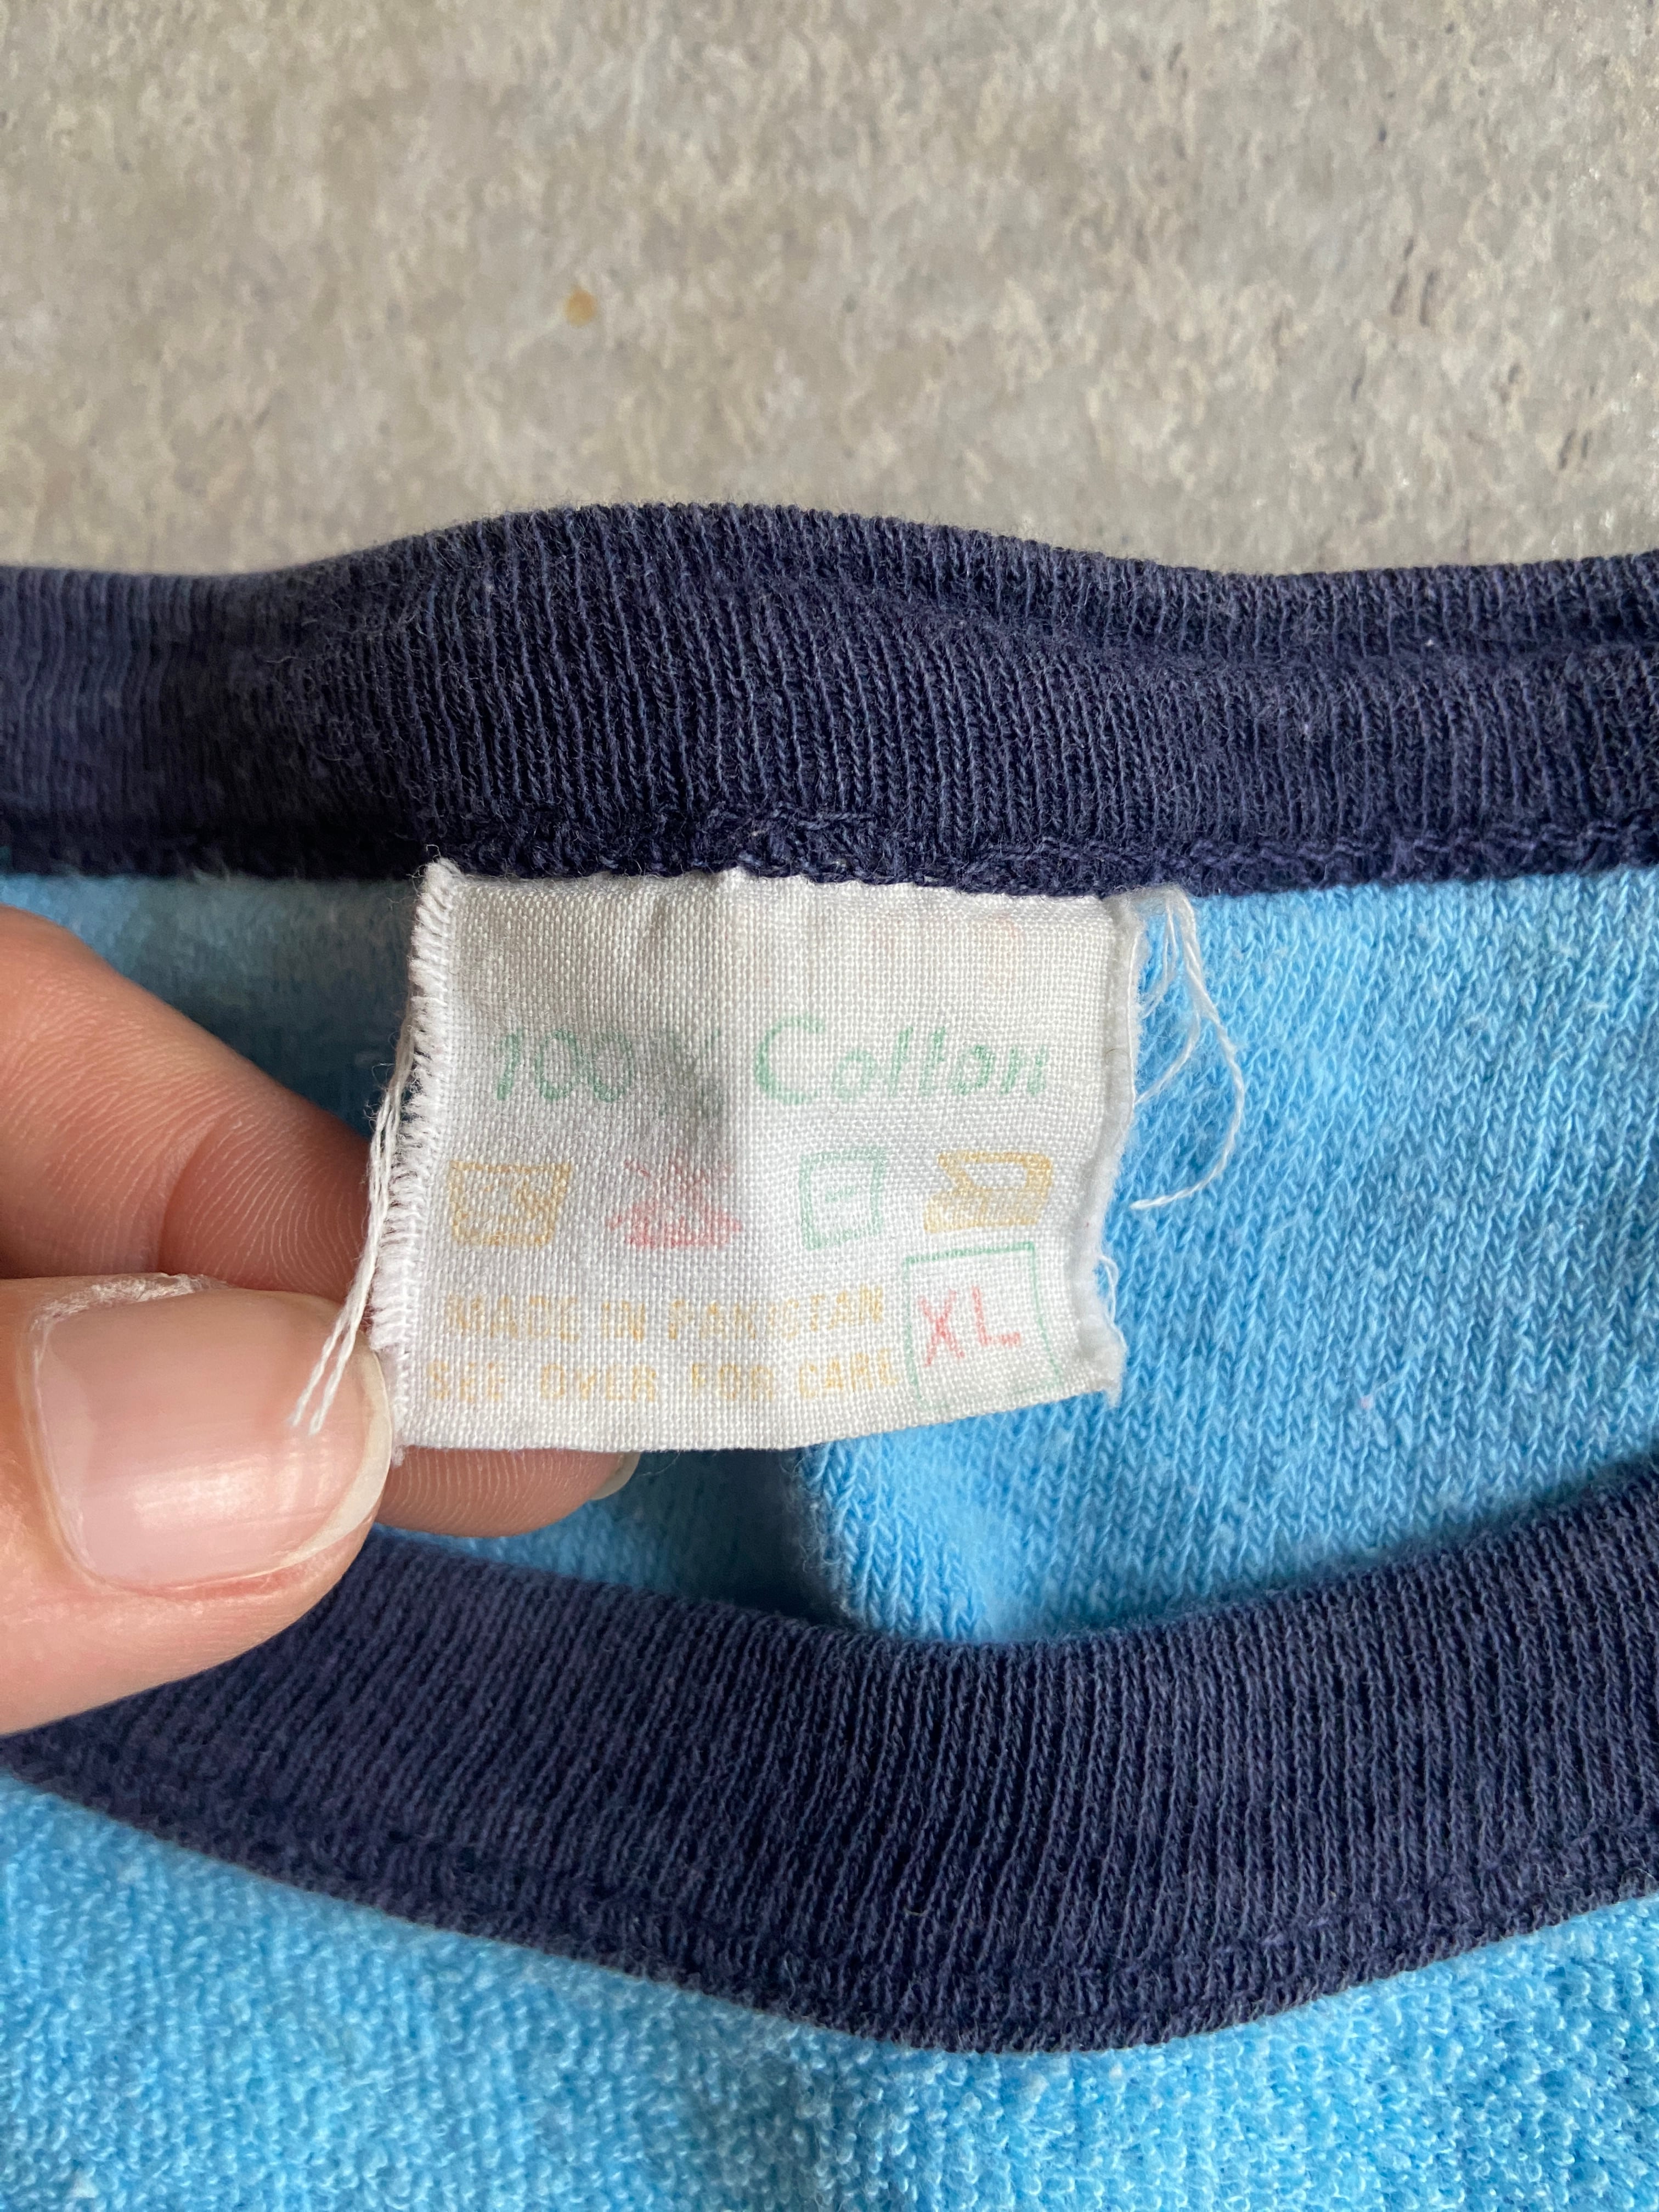 100% Cotton
MADE IN PAKISTAN
SEE OVER FOR CARE
XL